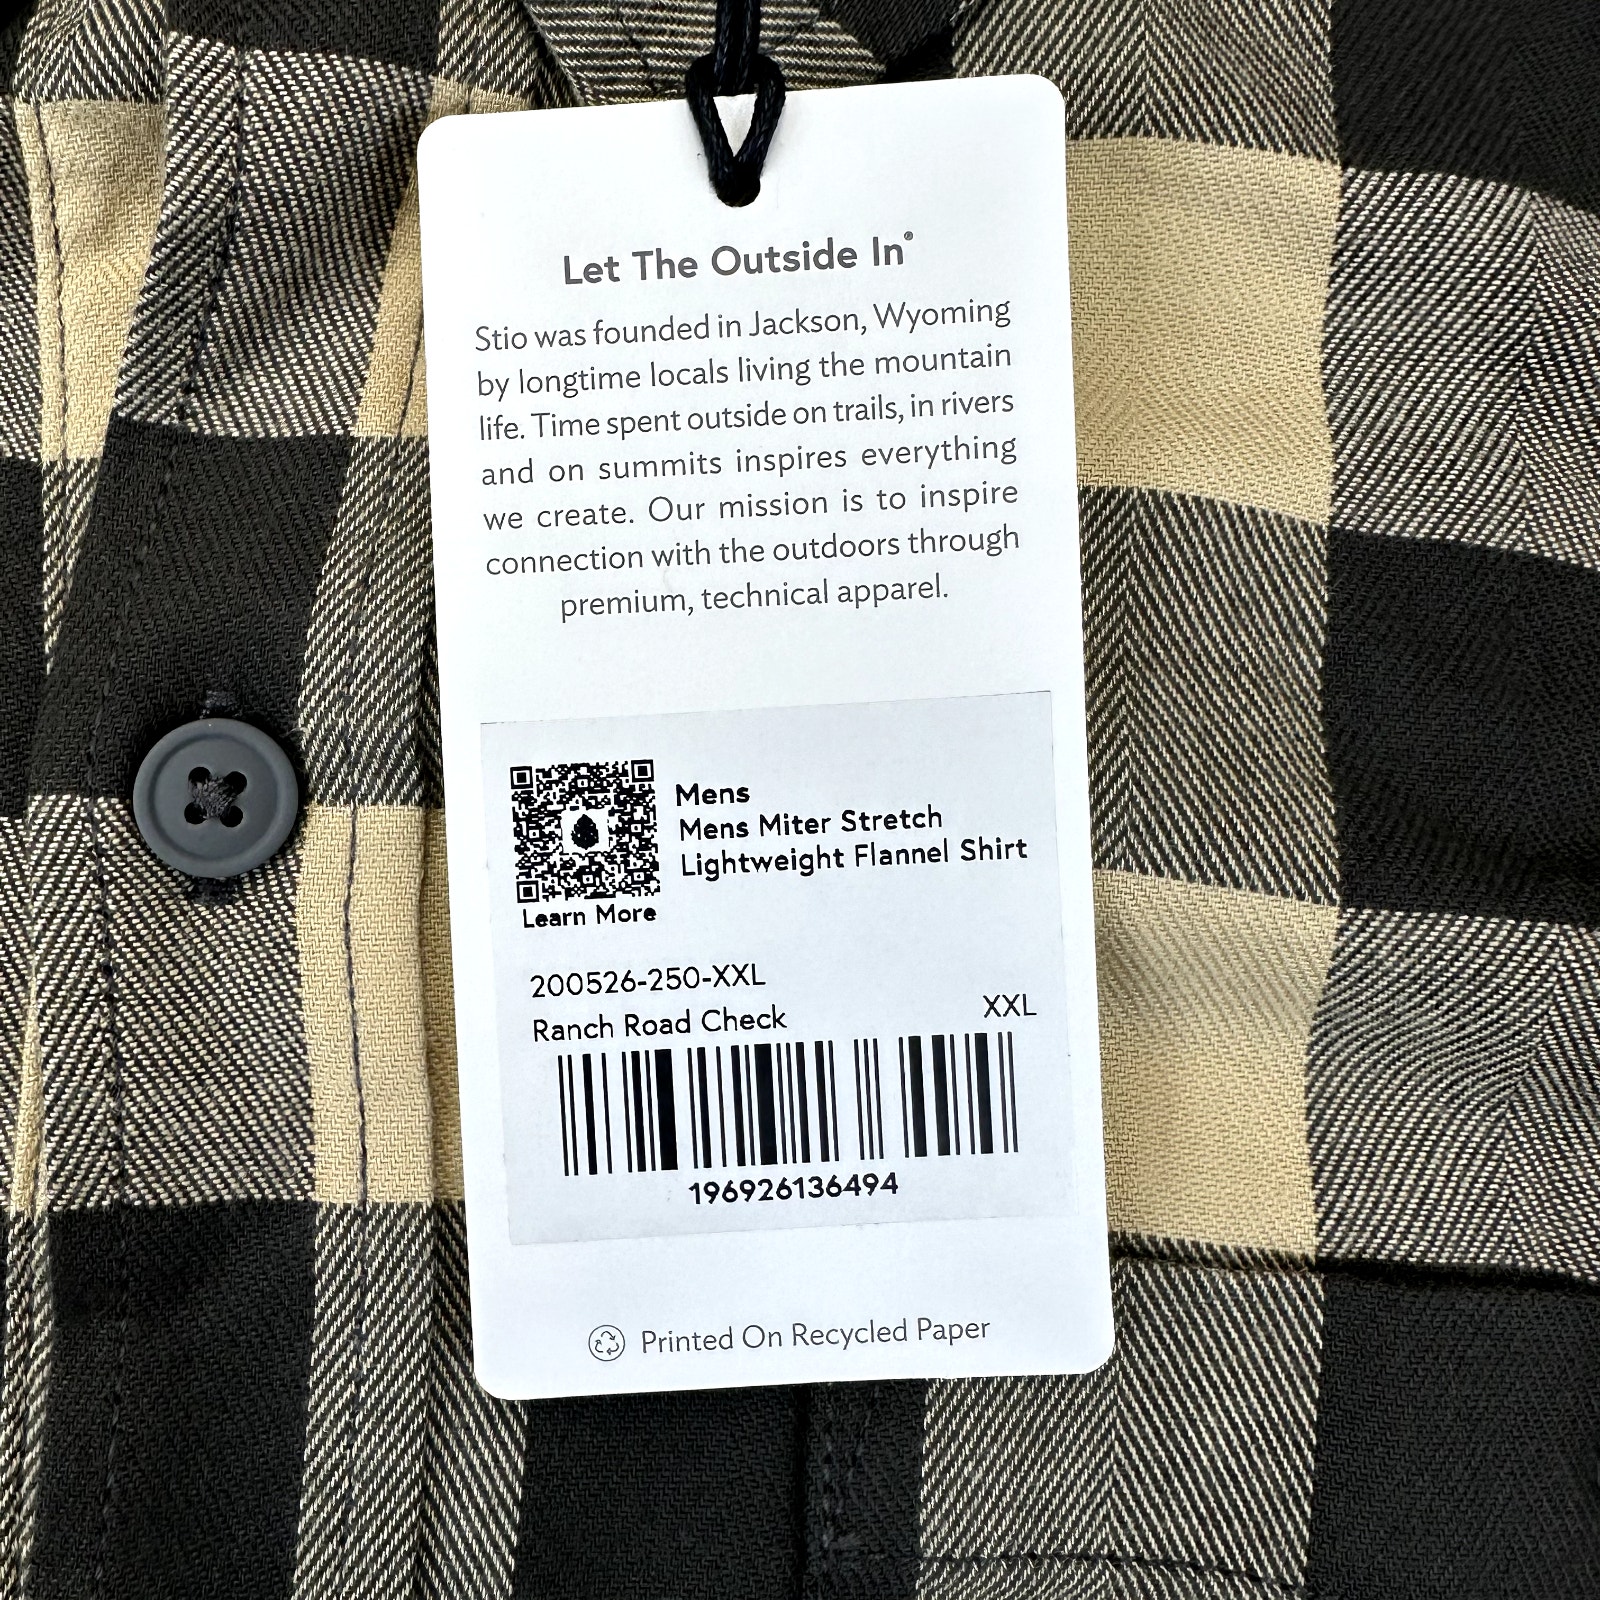 Let The Outside In®
Stio was founded in Jackson, Wyoming
by longtime locals living the mountain
life. Time spent outside on trails, in rivers
and on summits inspires everything
we create. Our mission is to inspire
connection with the outdoors through
premium, technical apparel.
Mens
Mens Miter Stretch
Lightweight Flannel Shirt
Learn More
200526-250-XXL
Ranch Road Check
XXL
196926136494
Printed On Recycled Paper